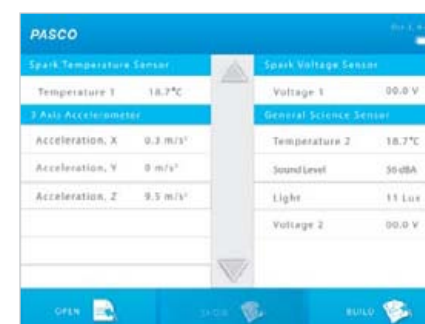 PASCO
Spark Temperature Sensor
Temperature 1 18.7°C
3 Axis Accelerometer
Acceleration, X 0.3 m/s²
Acceleration, Y 0 m/s²
Acceleration, Z 9.5 m/s²
Spark Voltage Sensor
Voltage 1 00.0 V
General Science Sensor
Temperature 2 18.7°C
Sound Level 50 dBA
Light 11 Lux
Voltage 2 00.0 V
OPEN
SHOW
BUILD